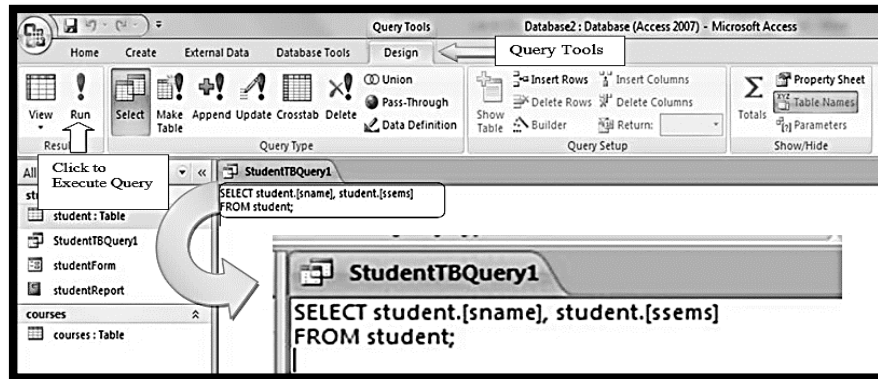 Query Tools
Database2 : Database (Access 2007) - Microsoft Access
Home Create External Data Database Tools Design
Query Tools
View Run
Select Make Table Append Update Crosstab Delete
Union
Pass-Through
Data Definition
Show Table
Insert Rows
Delete Rows
Builder
Insert Columns
Delete Columns
Return:
Totals
Property Sheet
Table Names
Parameters
Query Type
Query Setup
Show/Hide
Click to
Execute Query
All
StudentTBQuery1
SELECT student.[sname], student.[ssems]
FROM student;
student : Table
StudentTBQuery1
studentForm
studentReport
courses
courses : Table
StudentTBQuery1
SELECT student.[sname], student.[ssems]
FROM student;